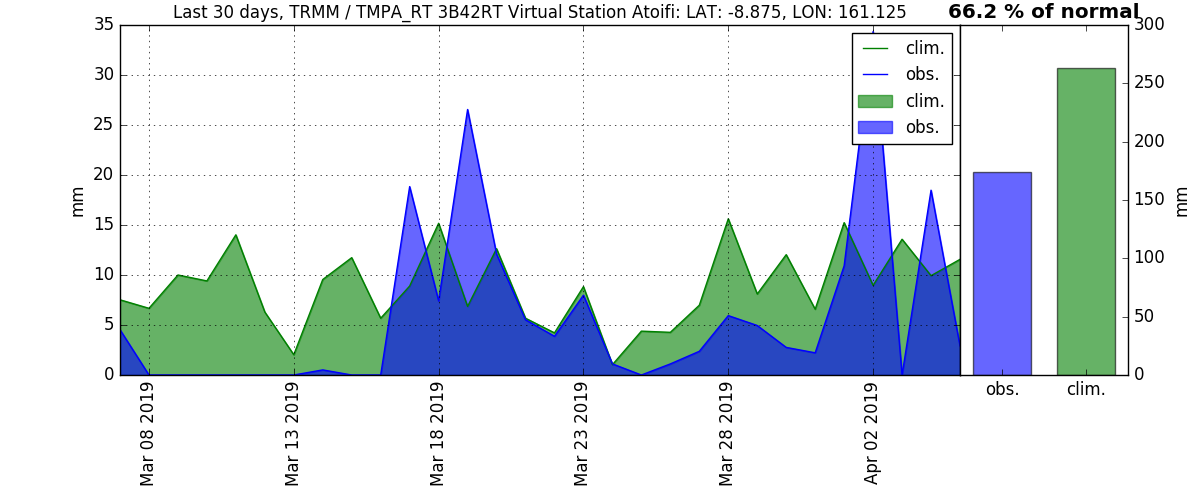 Last 30 days, TRMM / TMPA_RT 3B42RT Virtual Station Atoifi: LAT: -8.875, LON: 161.125
66.2 % of normal
35
30
25
20
15
10
5
0
mm
clim.
obs.
clim.
obs.
Mar 08 2019
Mar 13 2019
Mar 18 2019
Mar 23 2019
Mar 28 2019
Apr 02 2019
300
250
200
150
100
50
0
mm
obs.
clim.